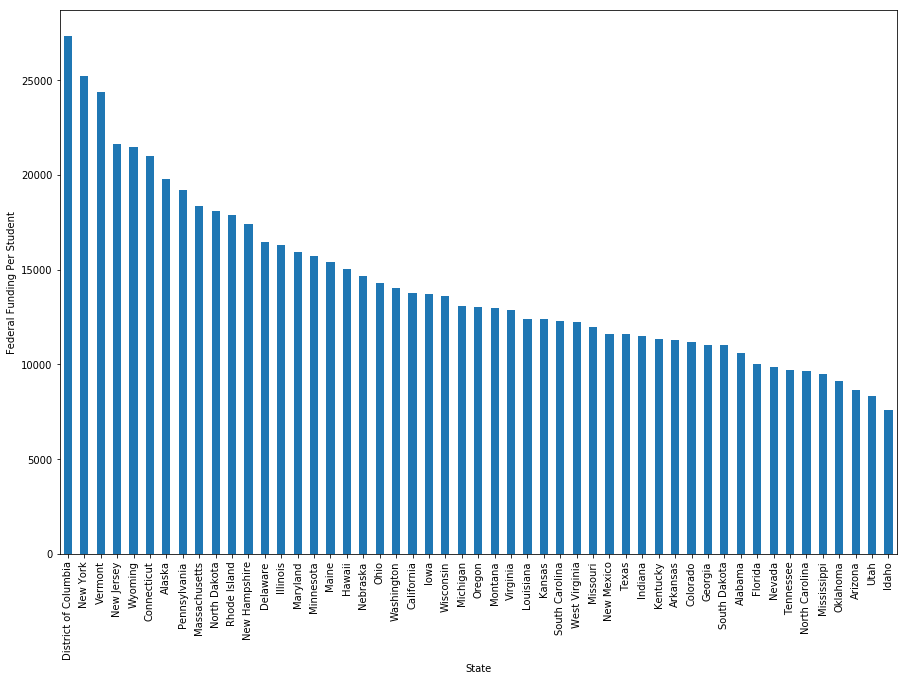 Federal Funding Per Student
25000
20000
15000
10000
5000
0
District of Columbia
New York
Vermont
New Jersey
Wyoming
Connecticut
Alaska
Pennsylvania
Massachusetts
North Dakota
Rhode Island
New Hampshire
Delaware
Illinois
Maryland
Minnesota
Maine
Hawaii
Nebraska
Ohio
Washington
California
Iowa
Wisconsin
Michigan
Oregon
Montana
Virginia
Louisiana
Kansas
South Carolina
West Virginia
Missouri
New Mexico
Texas
Indiana
Kentucky
Arkansas
Colorado
Georgia
South Dakota
Alabama
Florida
Nevada
Tennessee
North Carolina
Mississippi
Oklahoma
Arizona
Utah
Idaho
State